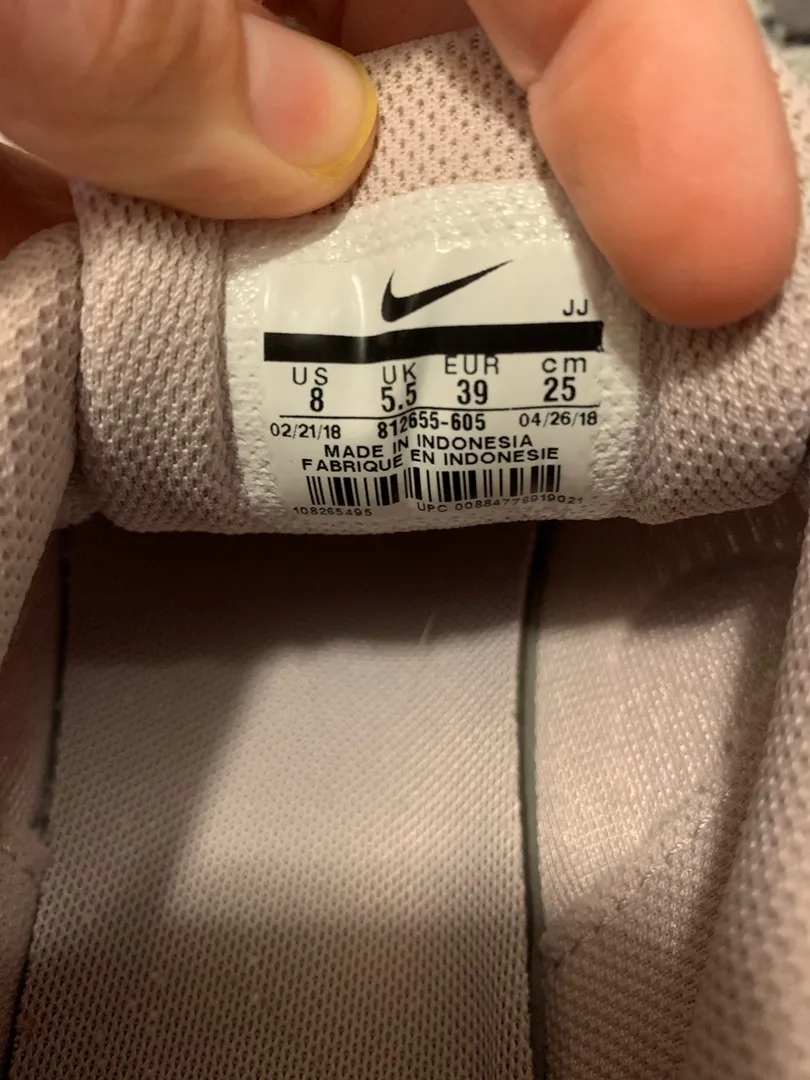 JJ
US UK EUR cm
8 5.5 39 25
02/21/18 812655-605 04/26/18
MADE IN INDONESIA
FABRIQUE EN INDONESIE
108265495 UPC 00884776919021